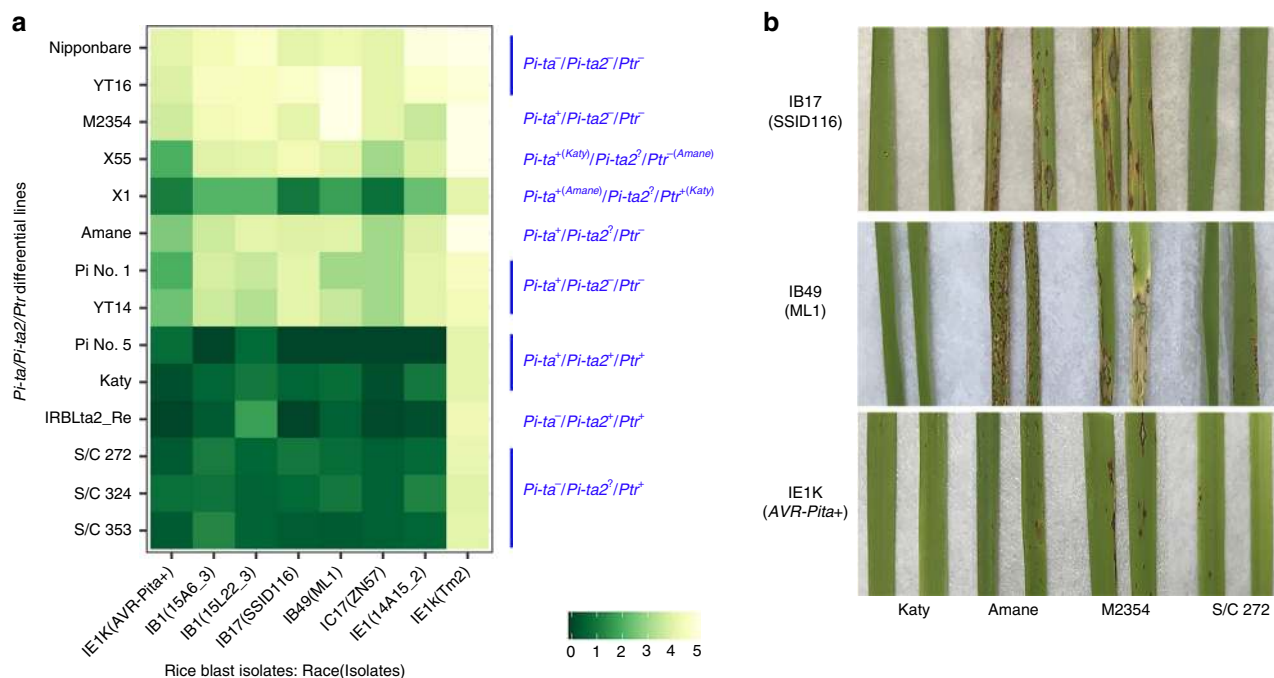 a
Pi-ta/Pi-ta2/Ptr differential lines
Nipponbare
YT16
M2354
X55
X1
Amane
Pi No. 1
YT14
Pi No. 5
Katy
IRBLta2_Re
S/C 272
S/C 324
S/C 353
Pi-ta⁻/Pi-ta2⁻/Ptr⁻
Pi-ta⁺/Pi-ta2⁻/Ptr⁻
Pi-ta⁺⁽ᴷᵃᵗʸ⁾/Pi-ta2?/Ptr⁻⁽ᴬᵐᵃⁿᵉ⁾
Pi-ta⁺⁽ᴬᵐᵃⁿᵉ⁾/Pi-ta2?/Ptr⁺⁽ᴷᵃᵗʸ⁾
Pi-ta⁺/Pi-ta2?/Ptr⁻
Pi-ta⁺/Pi-ta2⁻/Ptr⁻
Pi-ta⁺/Pi-ta2⁺/Ptr⁺
Pi-ta⁻/Pi-ta2⁺/Ptr⁺
Pi-ta⁻/Pi-ta2?/Ptr⁺
IE1K(AVR-Pita+)
IB1(15A6_3)
IB1(15L22_3)
IB17(SSID116)
IB49(ML1)
IC17(ZN57)
IE1(14A15_2)
IE1k(Tm2)
Rice blast isolates: Race(Isolates)
0 1 2 3 4 5
b
IB17
(SSID116)
IB49
(ML1)
IE1K
(AVR-Pita+)
Katy Amane M2354 S/C 272